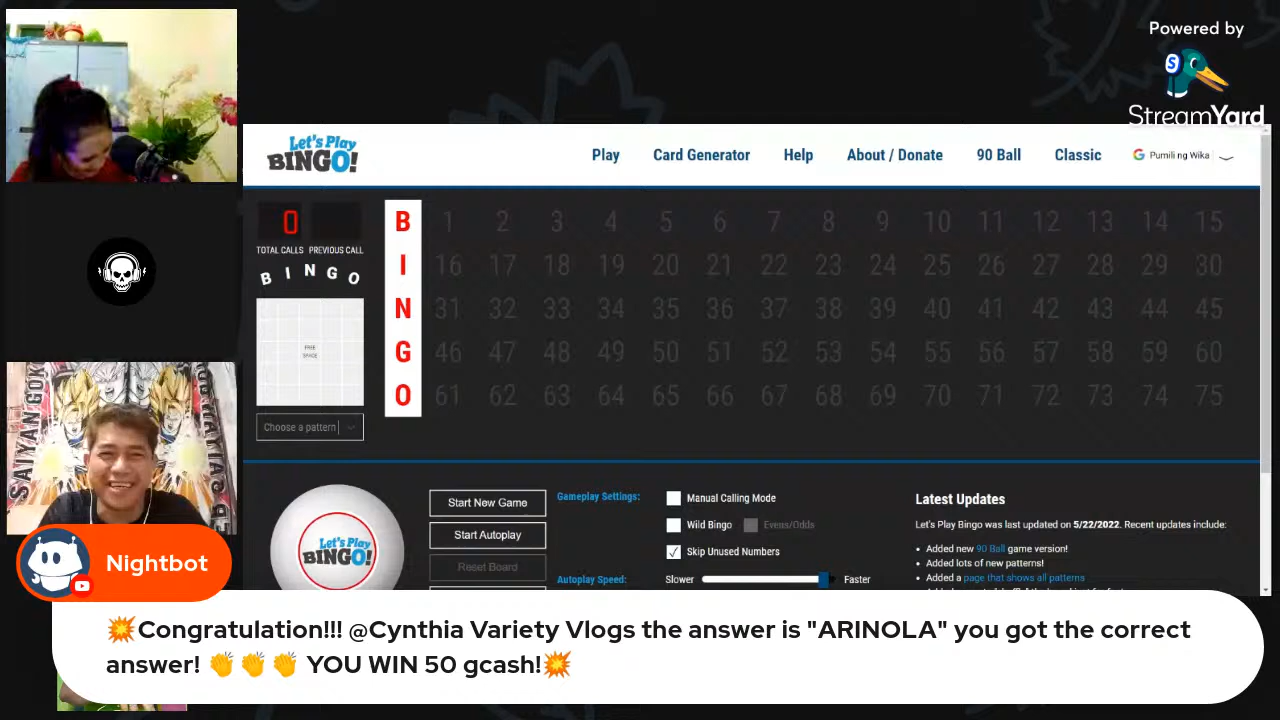 Powered by
StreamYard
Let's Play
BINGO!
Play
Card Generator
Help
About / Donate
90 Ball
Classic
G Pumili ng Wika
0
TOTAL CALLS PREVIOUS CALL
B I N G O
FREE
SPACE
Choose a pattern
B 1 2 3 4 5 6 7 8 9 10 11 12 13 14 15
I 16 17 18 19 20 21 22 23 24 25 26 27 28 29 30
N 31 32 33 34 35 36 37 38 39 40 41 42 43 44 45
G 46 47 48 49 50 51 52 53 54 55 56 57 58 59 60
O 61 62 63 64 65 66 67 68 69 70 71 72 73 74 75
SAIYAN GOK
Let's Play
BINGO!
Start New Game
Start Autoplay
Reset Board
Gameplay Settings:
Manual Calling Mode
Wild Bingo
Evens/Odds
Skip Unused Numbers
Autoplay Speed:
Slower
Faster
Latest Updates
Let's Play Bingo was last updated on 5/22/2022. Recent updates include:
• Added new 90 Ball game version!
• Added lots of new patterns!
• Added a page that shows all patterns
Nightbot
💥Congratulation!!! @Cynthia Variety Vlogs the answer is "ARINOLA" you got the correct
answer! 👏👏👏 YOU WIN 50 gcash!💥